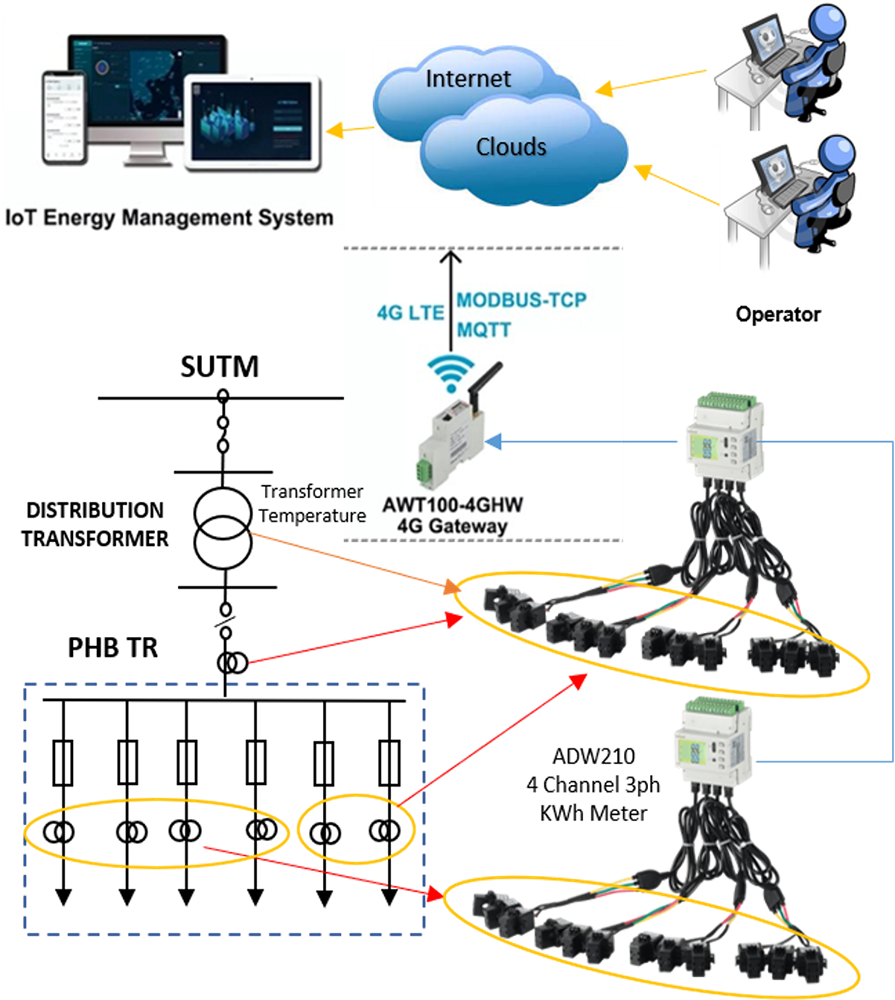 Internet
Clouds
IoT Energy Management System
Operator
4G LTE
MODBUS-TCP
MQTT
SUTM
AWT100-4GHW
4G Gateway
DISTRIBUTION
TRANSFORMER
Transformer
Temperature
PHB TR
ADW210
4 Channel 3ph
KWh Meter